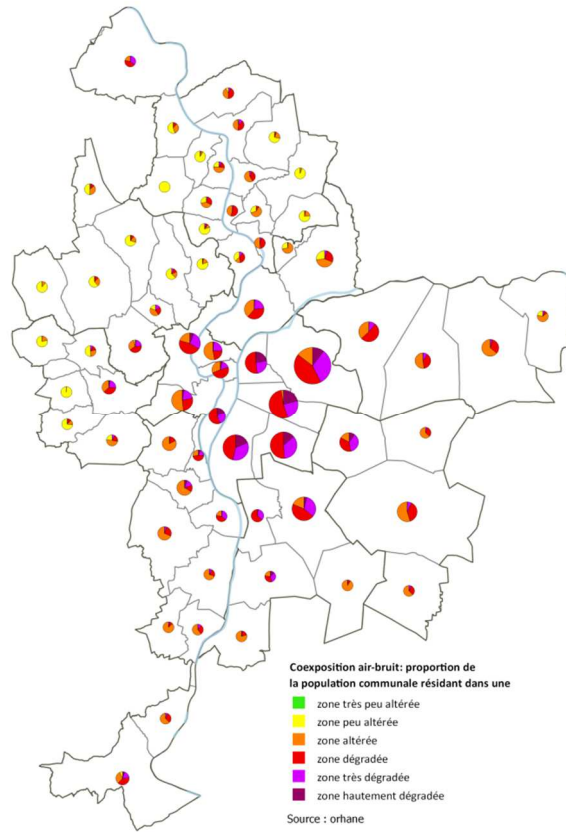 Coexposition air-bruit: proportion de
la population communale résidant dans une
zone très peu altérée
zone peu altérée
zone altérée
zone dégradée
zone très dégradée
zone hautement dégradée
Source : orhane